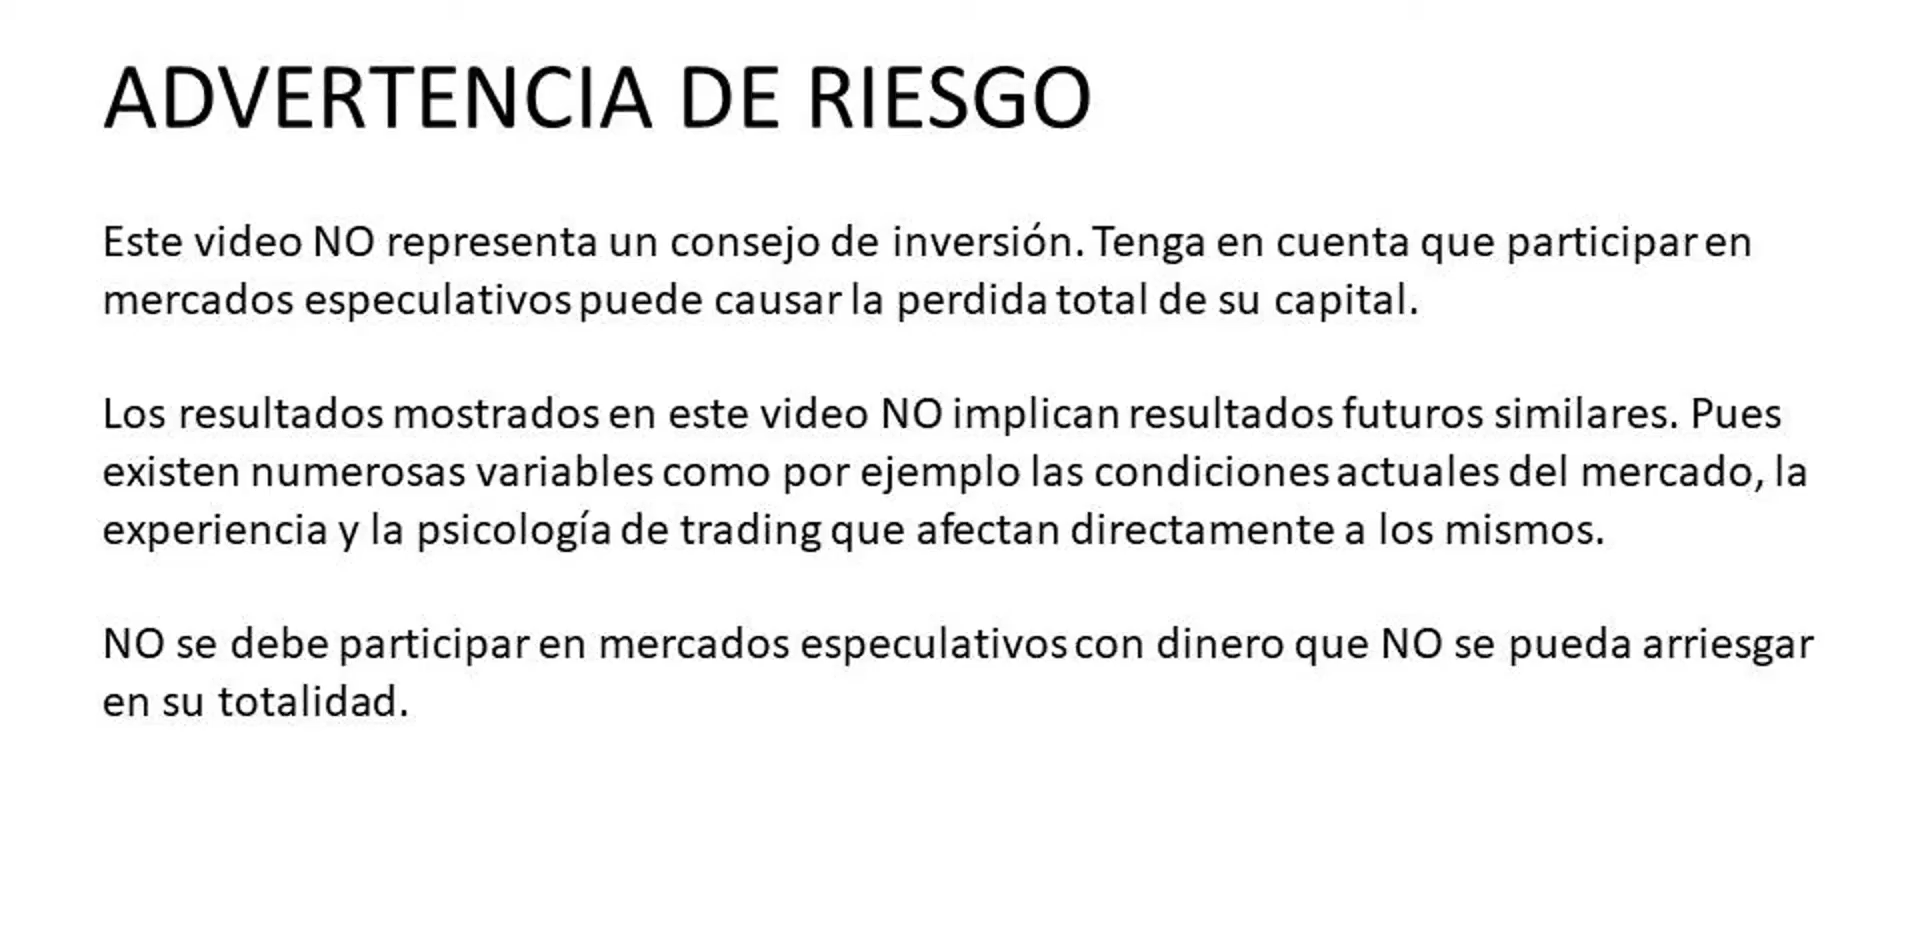 ADVERTENCIA DE RIESGO
Este video NO representa un consejo de inversión. Tenga en cuenta que participar en
mercados especulativos puede causar la perdida total de su capital.
Los resultados mostrados en este video NO implican resultados futuros similares. Pues
existen numerosas variables como por ejemplo las condiciones actuales del mercado, la
experiencia y la psicología de trading que afectan directamente a los mismos.
NO se debe participar en mercados especulativos con dinero que NO se pueda arriesgar
en su totalidad.